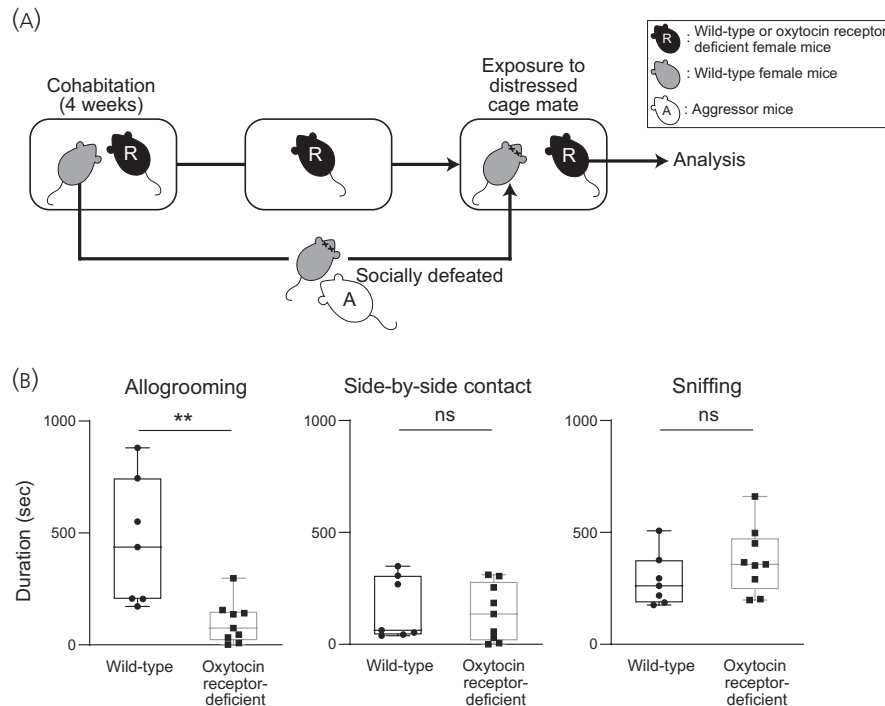 (A)
R : Wild-type or oxytocin receptor
deficient female mice
: Wild-type female mice
A : Aggressor mice
Cohabitation
(4 weeks)
Exposure to
distressed
cage mate
R
R
R
Analysis
Socially defeated
A
(B)
Allogrooming
Side-by-side contact
Sniffing
1000
**
1000
ns
1000
ns
Duration (sec)
500
500
500
0
0
0
Wild-type
Oxytocin
receptor-
deficient
Wild-type
Oxytocin
receptor-
deficient
Wild-type
Oxytocin
receptor-
deficient